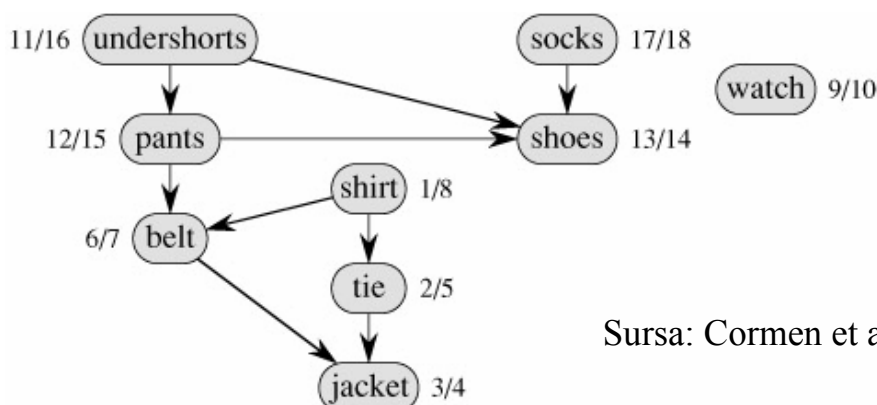 11/16 undershorts socks 17/18
watch 9/10
12/15 pants shoes 13/14
shirt 1/8
6/7 belt
tie 2/5
Sursa: Cormen et a
jacket 3/4